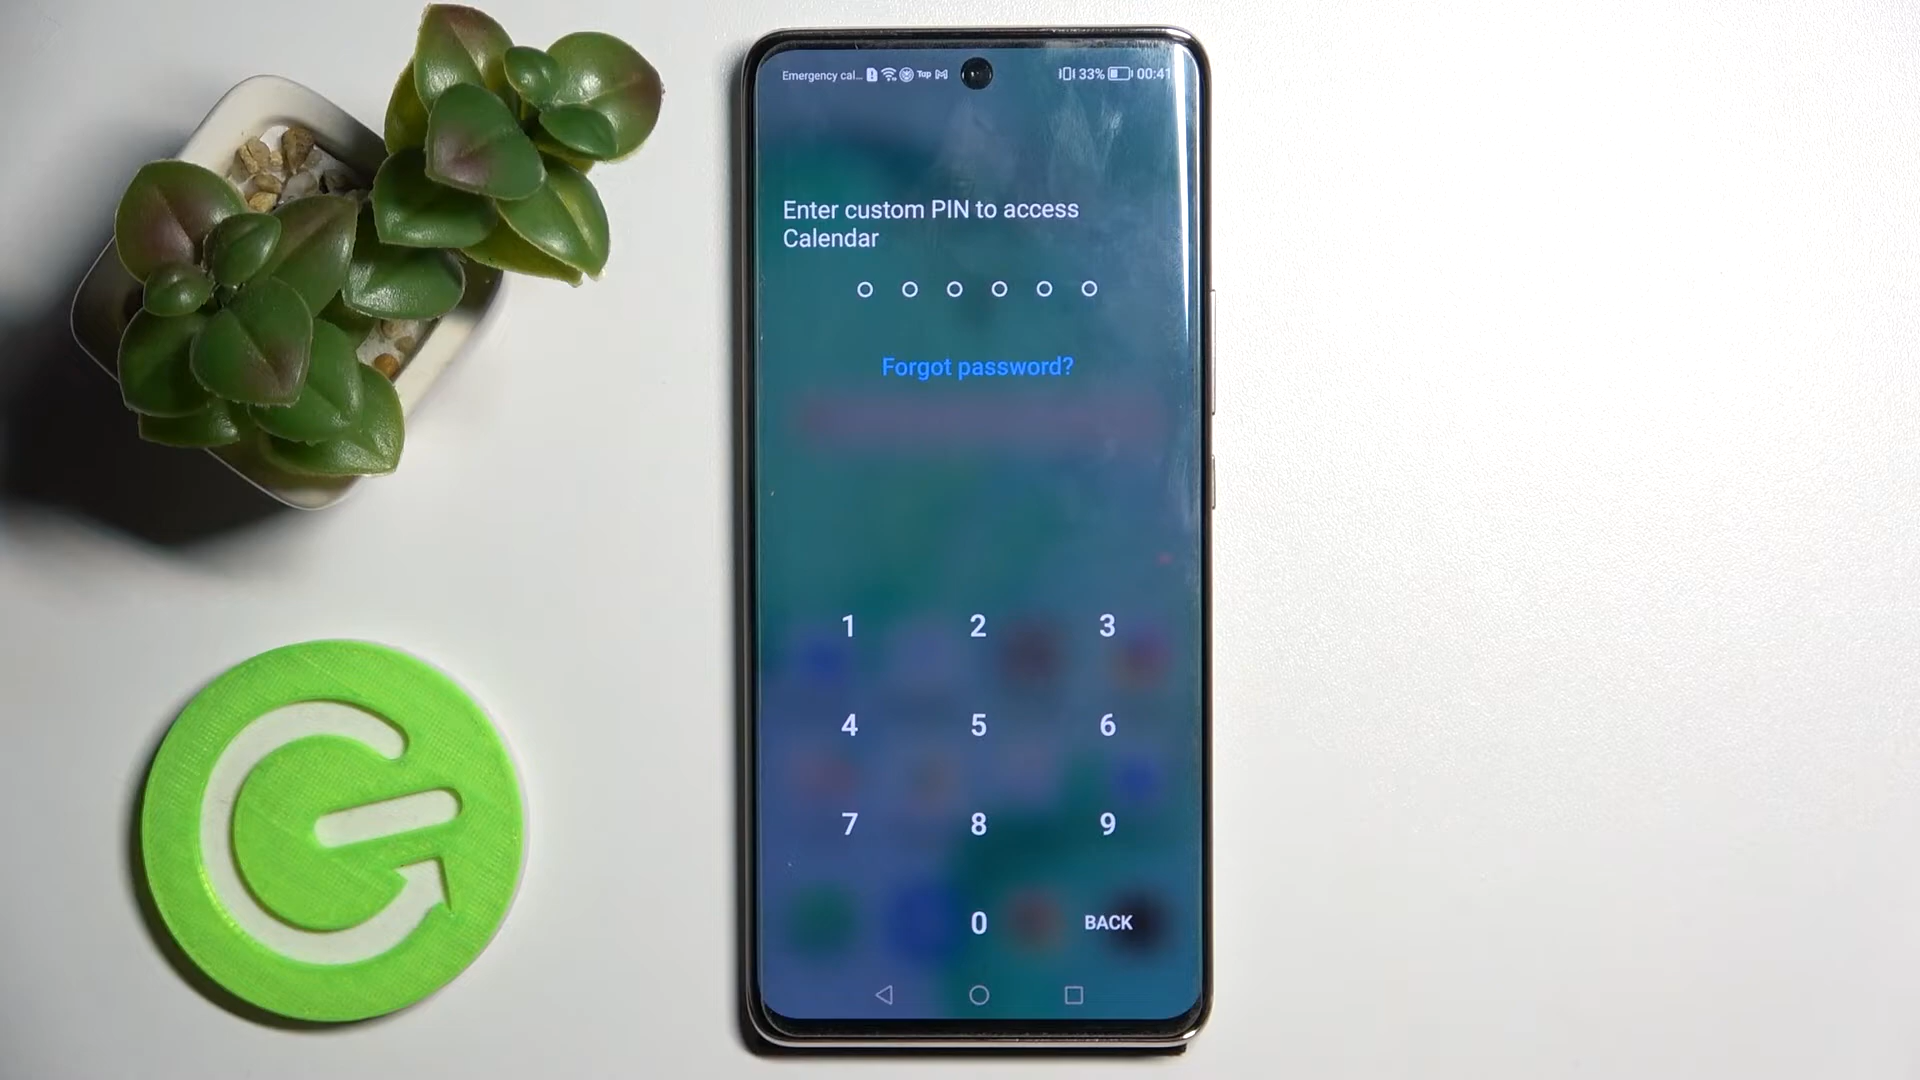 Emergency cal... Tap 33% 00:41
Enter custom PIN to access
Calendar
Forgot password?
1 2 3
4 5 6
7 8 9
0 BACK